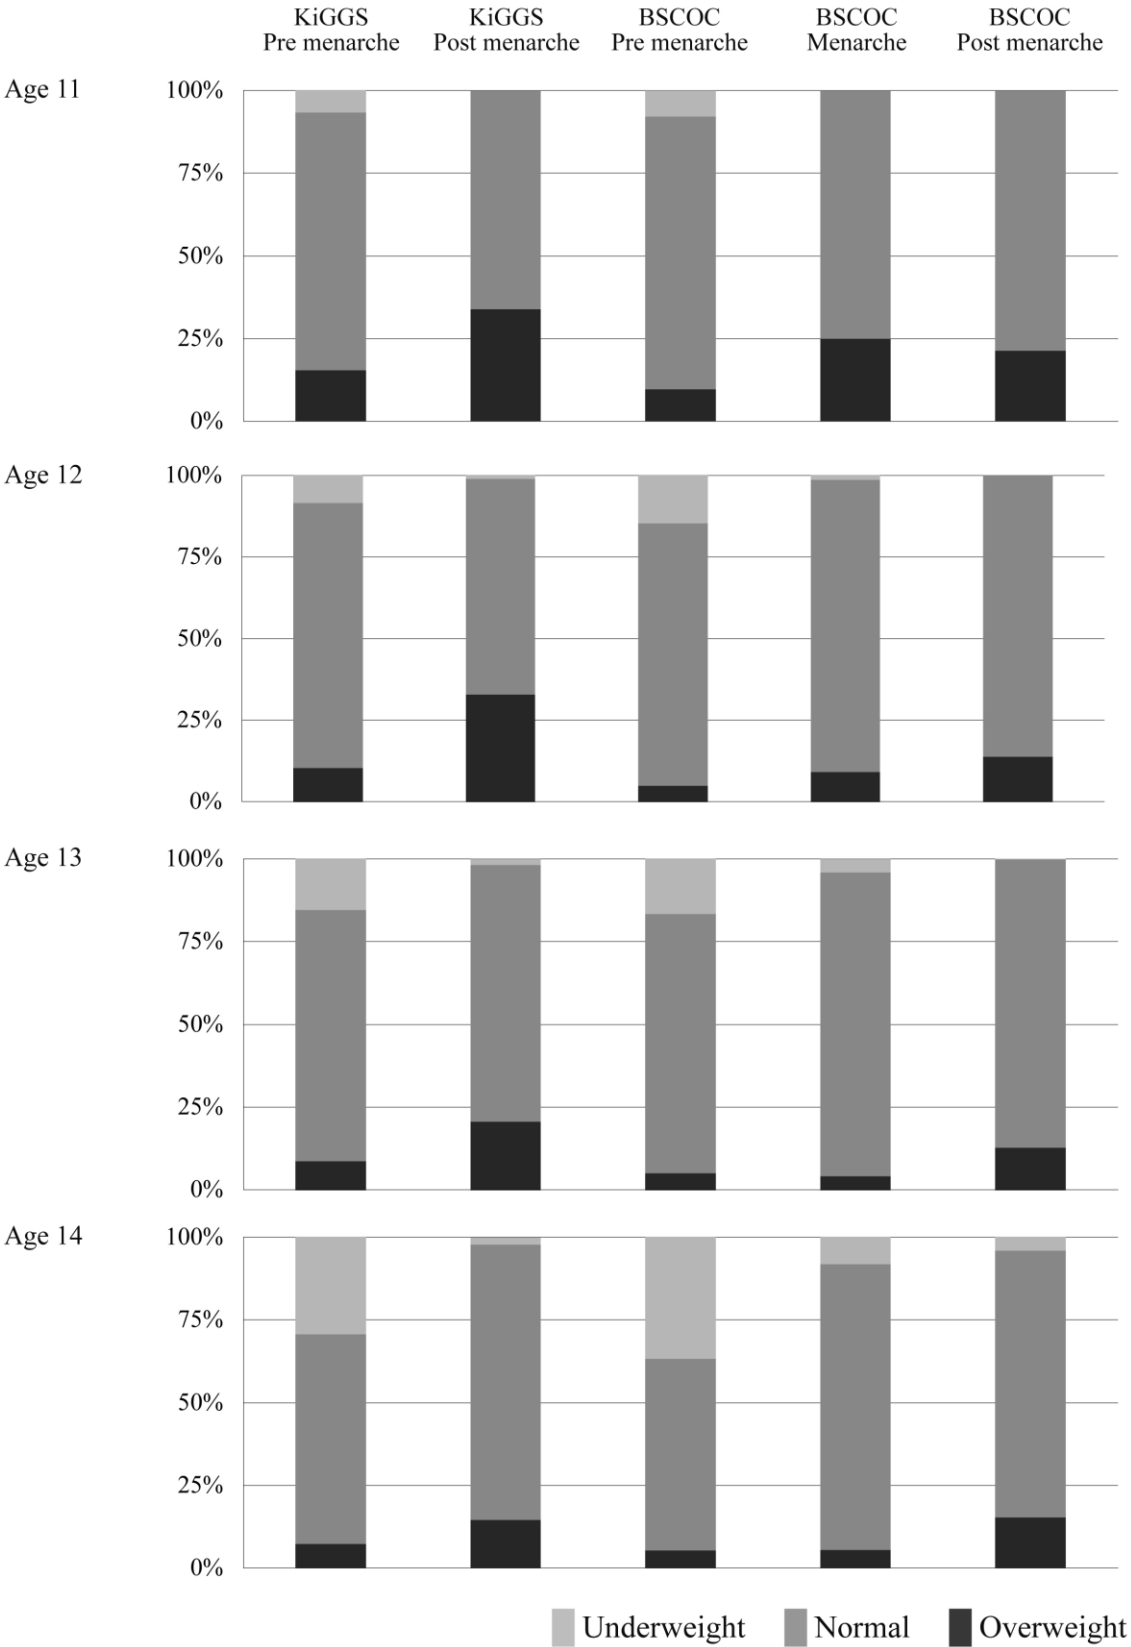 KiGGS KiGGS BSCOC BSCOC BSCOC
Pre menarche Post menarche Pre menarche Menarche Post menarche
Age 11 100%
75%
50%
25%
0%
Age 12 100%
75%
50%
25%
0%
Age 13 100%
75%
50%
25%
0%
Age 14 100%
75%
50%
25%
0%
Underweight Normal Overweight